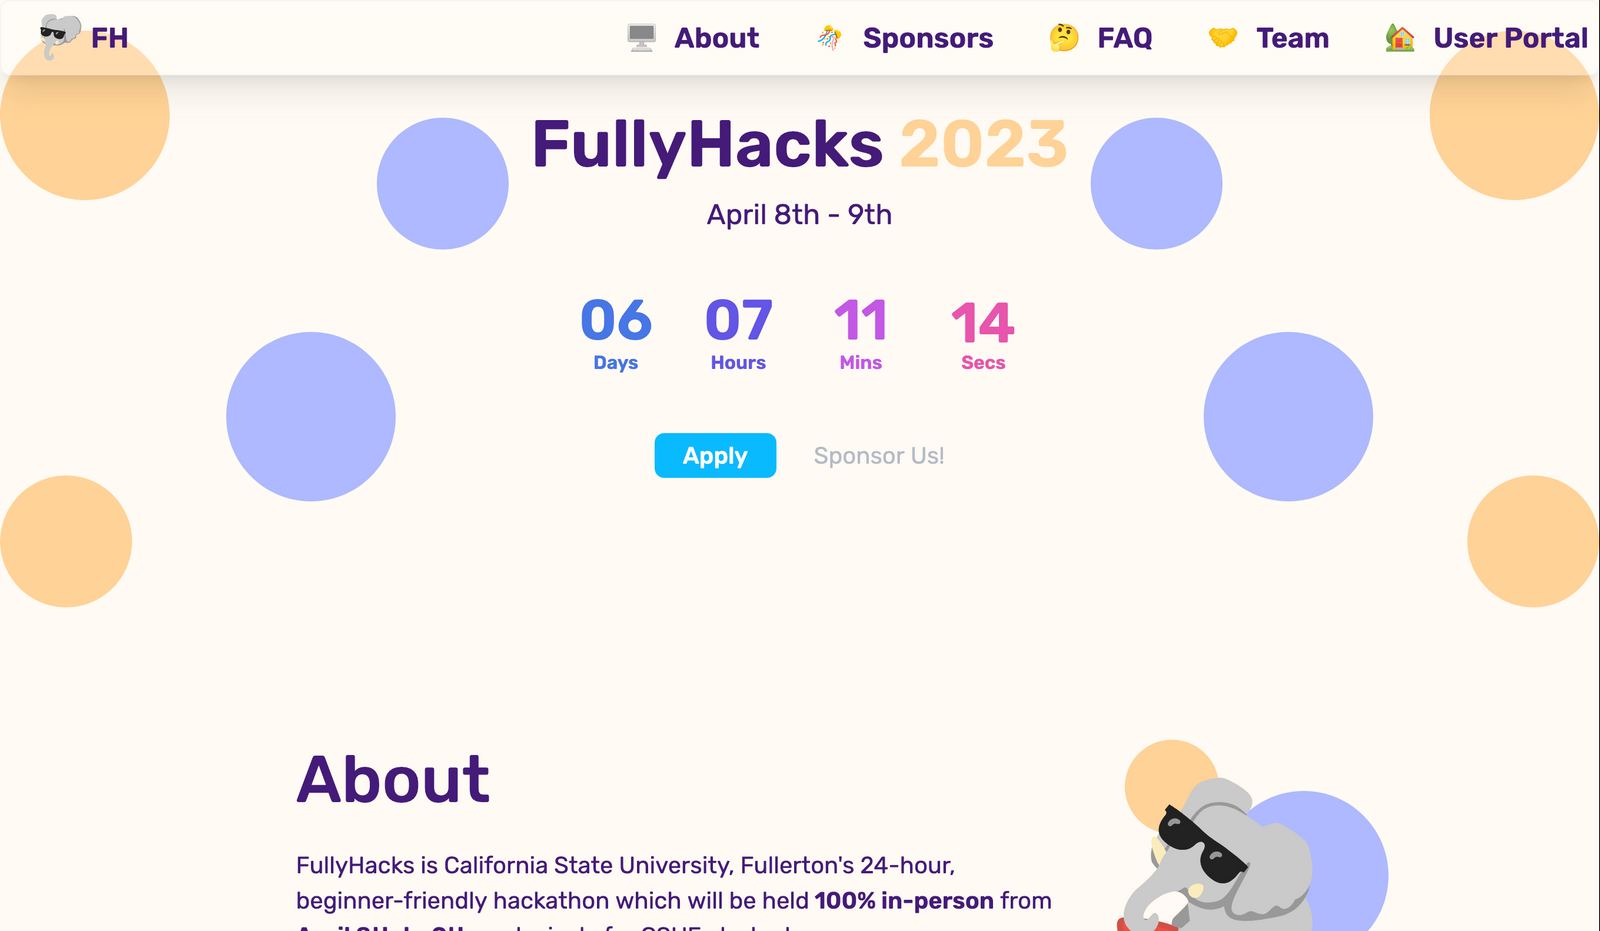 FH
About
Sponsors
FAQ
Team
User Portal
FullyHacks 2023
April 8th - 9th
06 07 11 14
Days Hours Mins Secs
Apply Sponsor Us!
About
FullyHacks is California State University, Fullerton's 24-hour,
beginner-friendly hackathon which will be held 100% in-person from